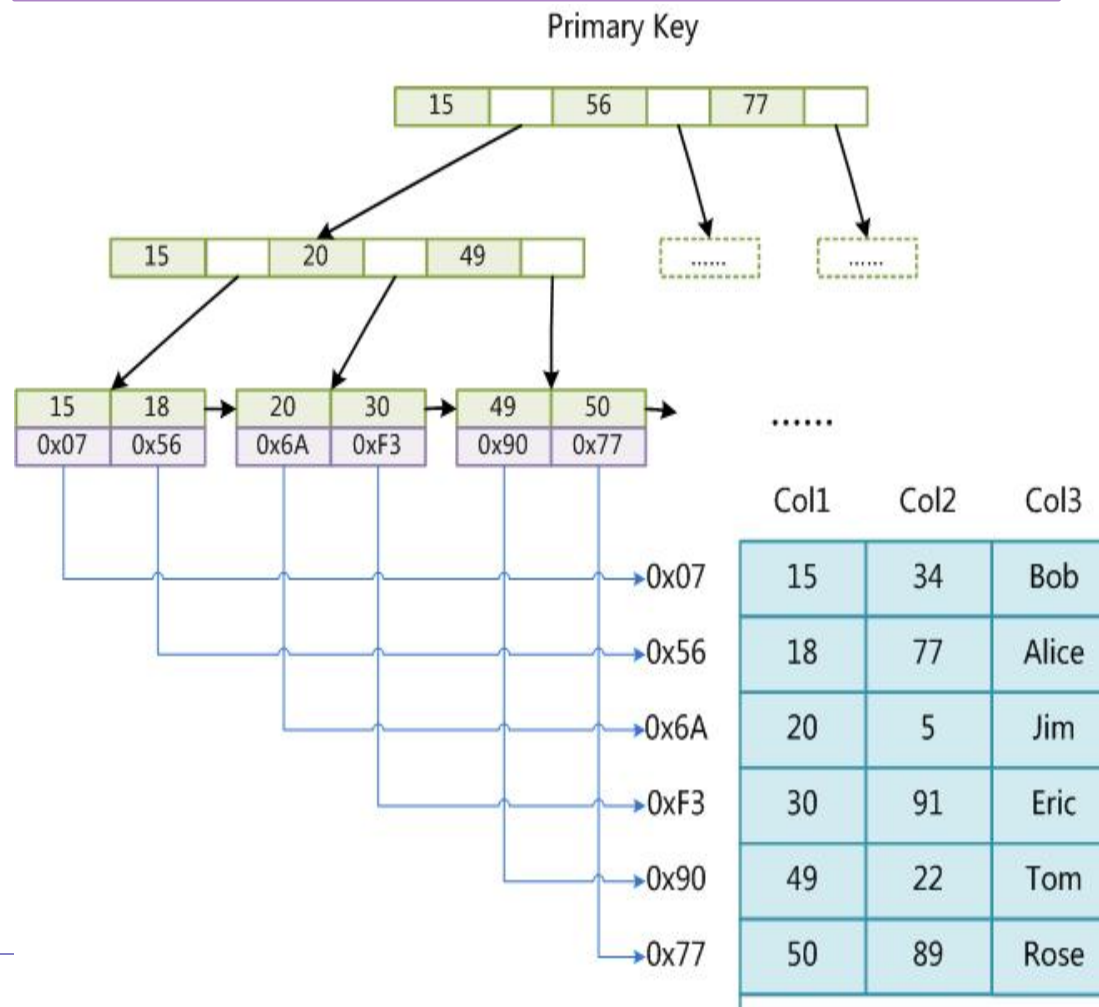 Primary Key
15 56 77
15 20 49
...... ......
15 18 20 30 49 50
0x07 0x56 0x6A 0xF3 0x90 0x77
......
Col1 Col2 Col3
0x07 15 34 Bob
0x56 18 77 Alice
0x6A 20 5 Jim
0xF3 30 91 Eric
0x90 49 22 Tom
0x77 50 89 Rose